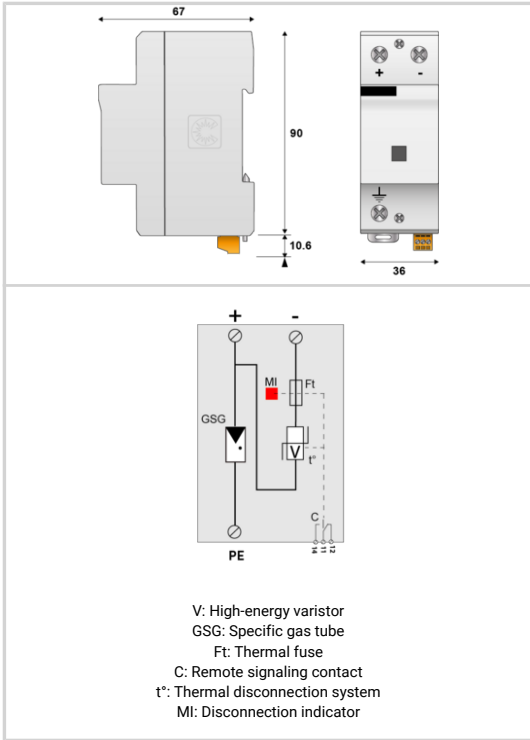 67
90
10.6
+ -
36
+ -
MI
Ft
GSG
V
t°
C
14 11 12
PE
V: High-energy varistor
GSG: Specific gas tube
Ft: Thermal fuse
C: Remote signaling contact
t°: Thermal disconnection system
MI: Disconnection indicator